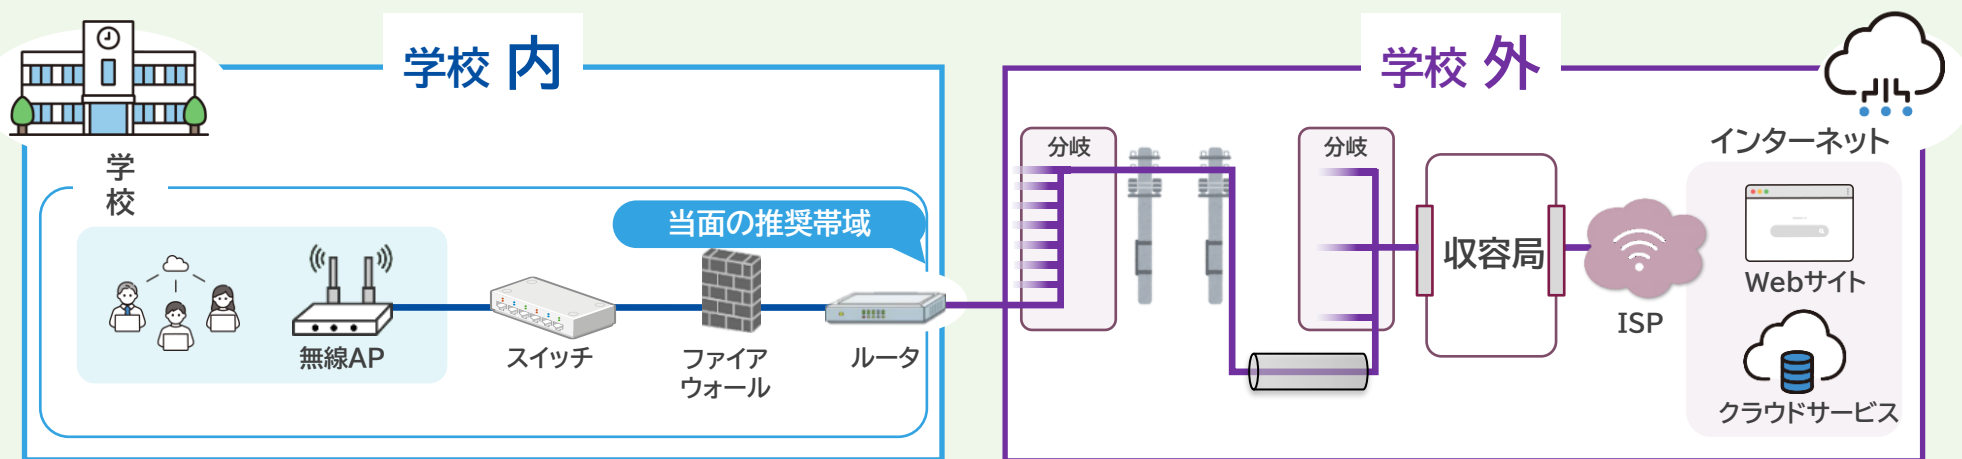 学校 内
学校 外
学
校
当面の推奨帯域
無線AP
スイッチ
ファイア
ウォール
ルータ
分岐
分岐
収容局
ISP
インターネット
Webサイト
クラウドサービス